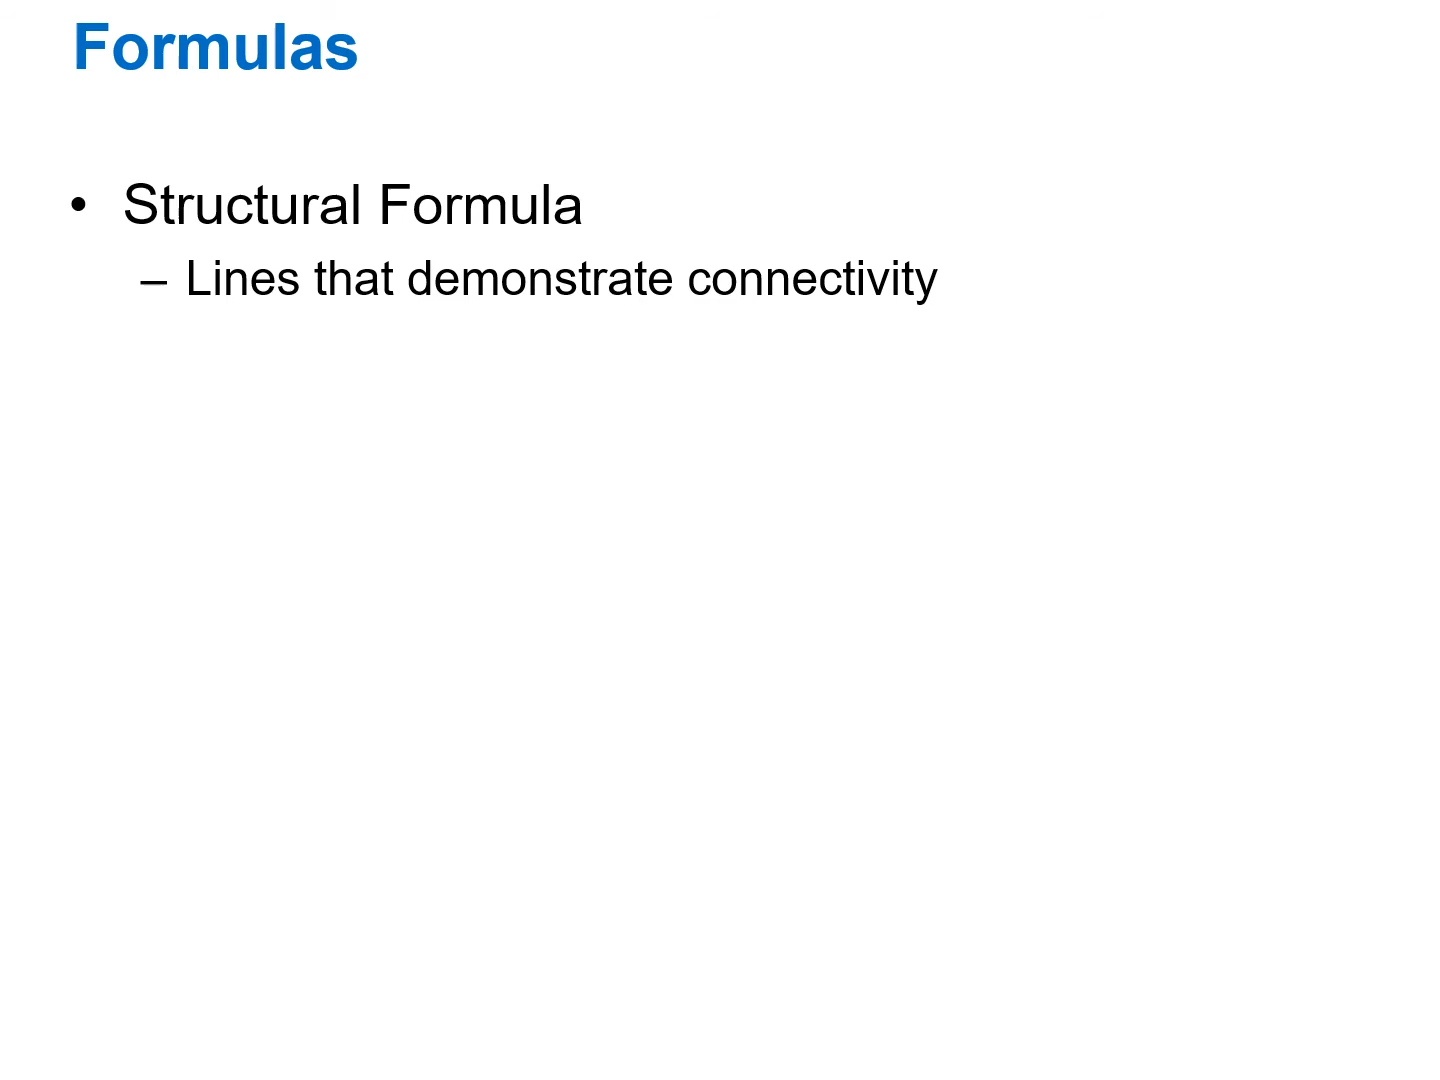 Formulas
• Structural Formula
– Lines that demonstrate connectivity